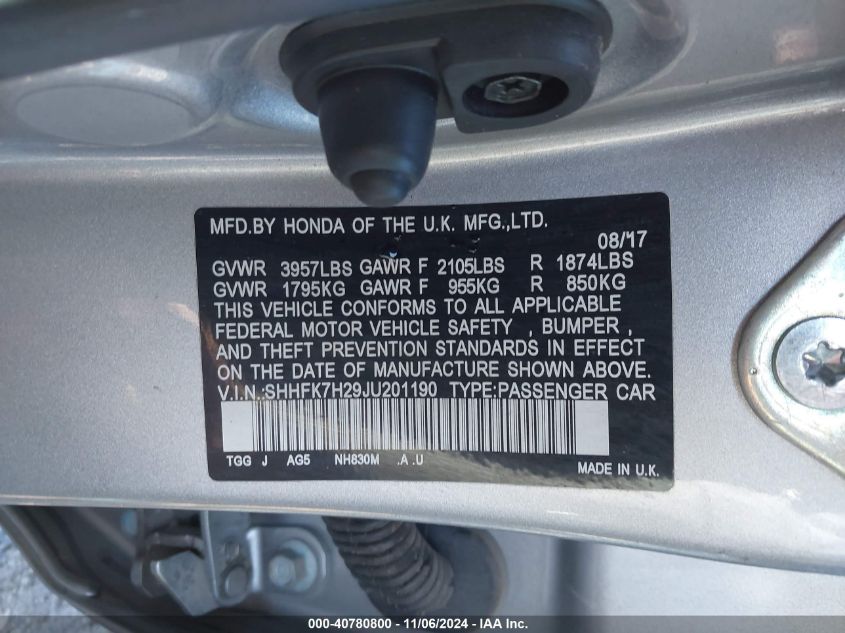 MFD.BY HONDA OF THE U.K. MFG.,LTD.
08/17
GVWR 3957LBS GAWR F 2105LBS R 1874LBS
GVWR 1795KG GAWR F 955KG R 850KG
THIS VEHICLE CONFORMS TO ALL APPLICABLE
FEDERAL MOTOR VEHICLE SAFETY , BUMPER ,
AND THEFT PREVENTION STANDARDS IN EFFECT
ON THE DATE OF MANUFACTURE SHOWN ABOVE.
V.I.N.:SHHFK7H29JU201190 TYPE:PASSENGER CAR
TGG J AG5 NH830M .A .U
MADE IN U.K.
000-40780800 - 11/06/2024 - IAAI.com